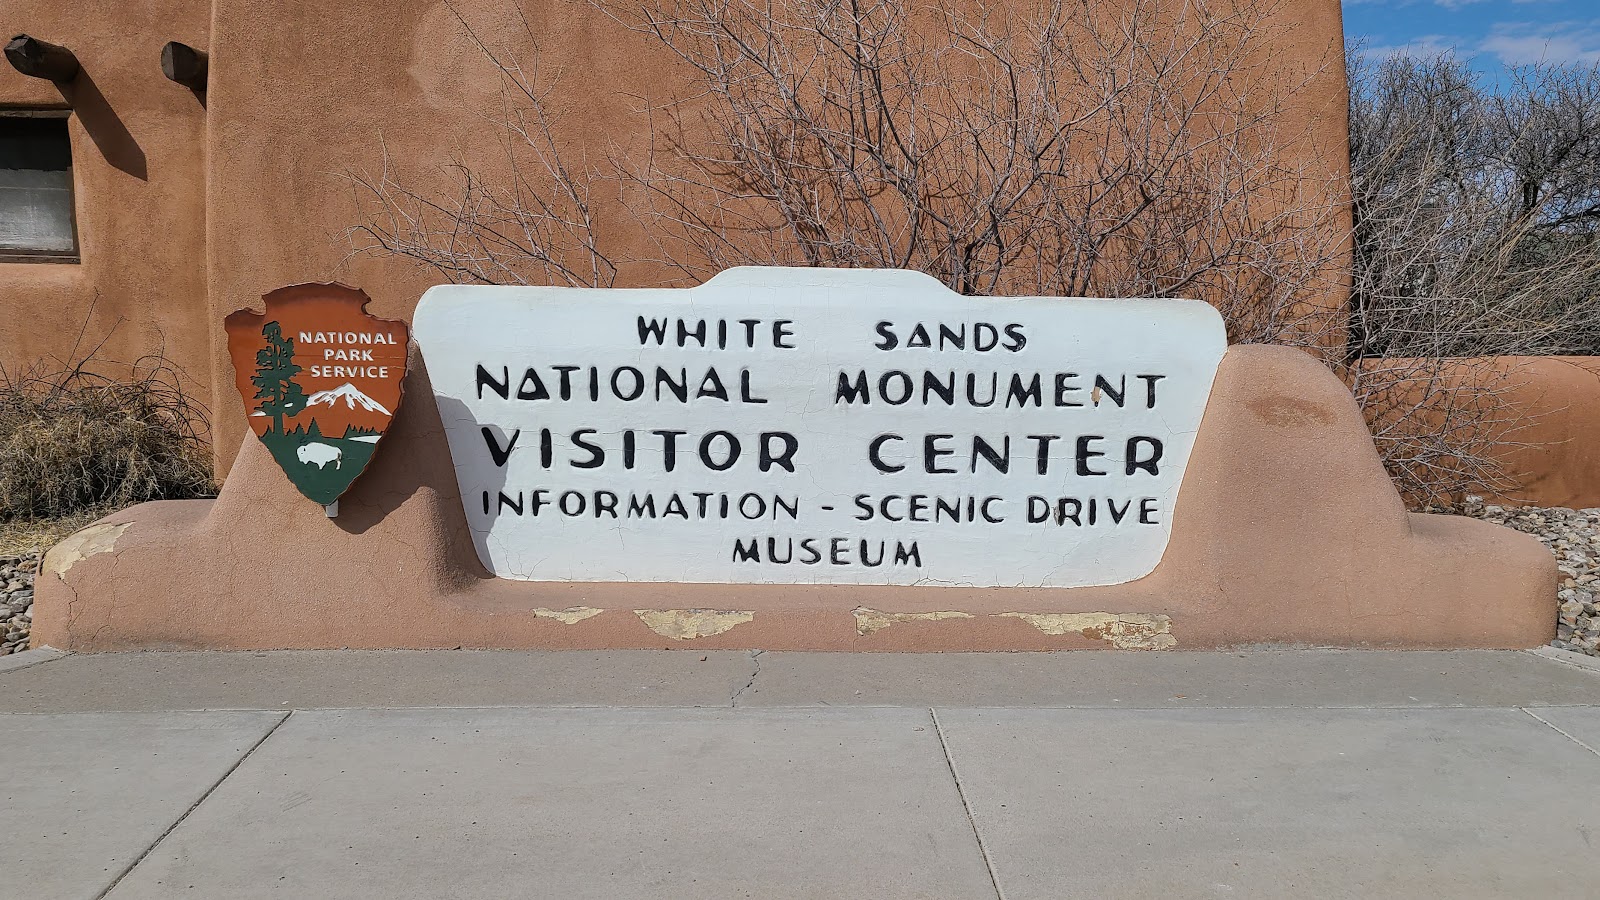 NATIONAL
PARK
SERVICE
WHITE SANDS
NATIONAL MONUMENT
VISITOR CENTER
INFORMATION - SCENIC DRIVE
MUSEUM